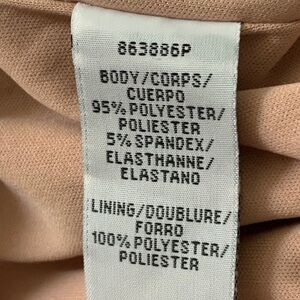 863886P
BODY/CORPS/
CUERPO
95% POLYESTER/
POLIESTER
5% SPANDEX/
ELASTHANNE/
ELASTANO
LINING/DOUBLURE/
FORRO
100% POLYESTER/
POLIESTER